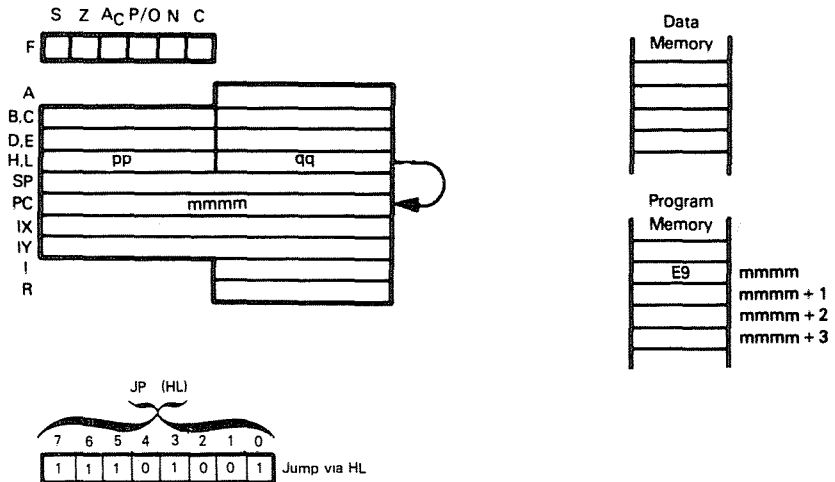 S Z AC P/O N C
F
A
B,C
D,E
H,L pp qq
SP
PC mmmm
IX
IY
I
R
Data
Memory
Program
Memory
E9 mmmm
mmmm + 1
mmmm + 2
mmmm + 3
JP (HL)
7 6 5 4 3 2 1 0
1 1 1 0 1 0 0 1 Jump via HL